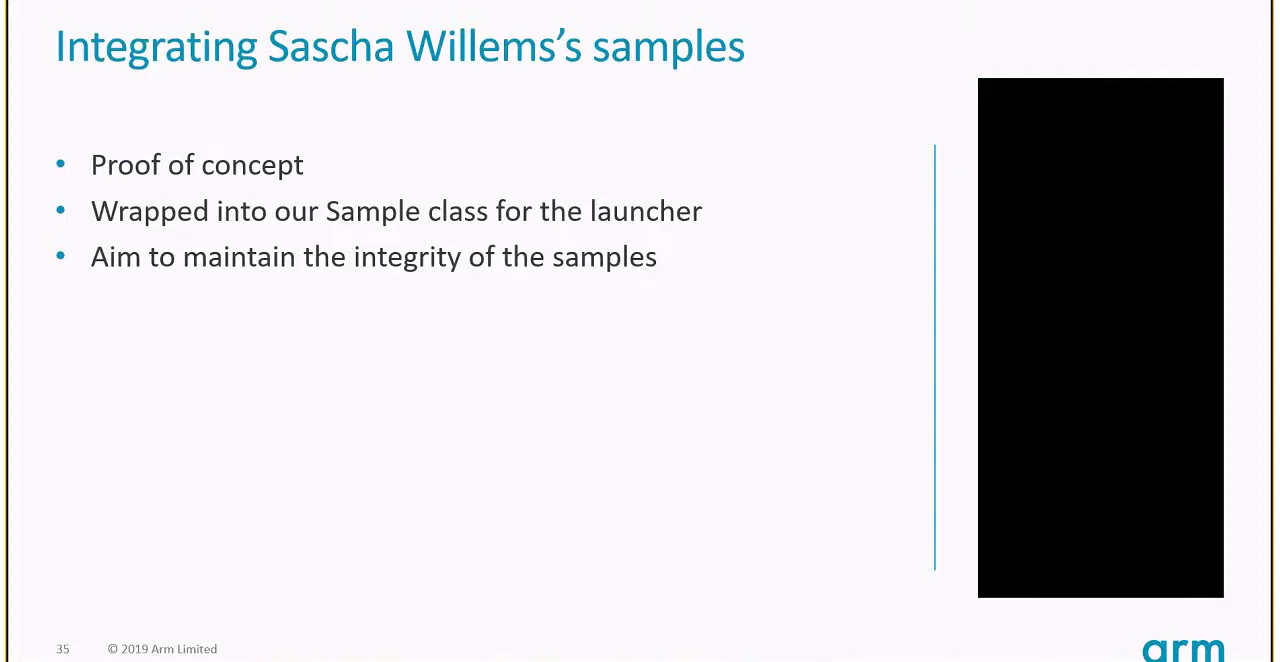 Integrating Sascha Willems’s samples
• Proof of concept
• Wrapped into our Sample class for the launcher
• Aim to maintain the integrity of the samples
35 © 2019 Arm Limited
arm